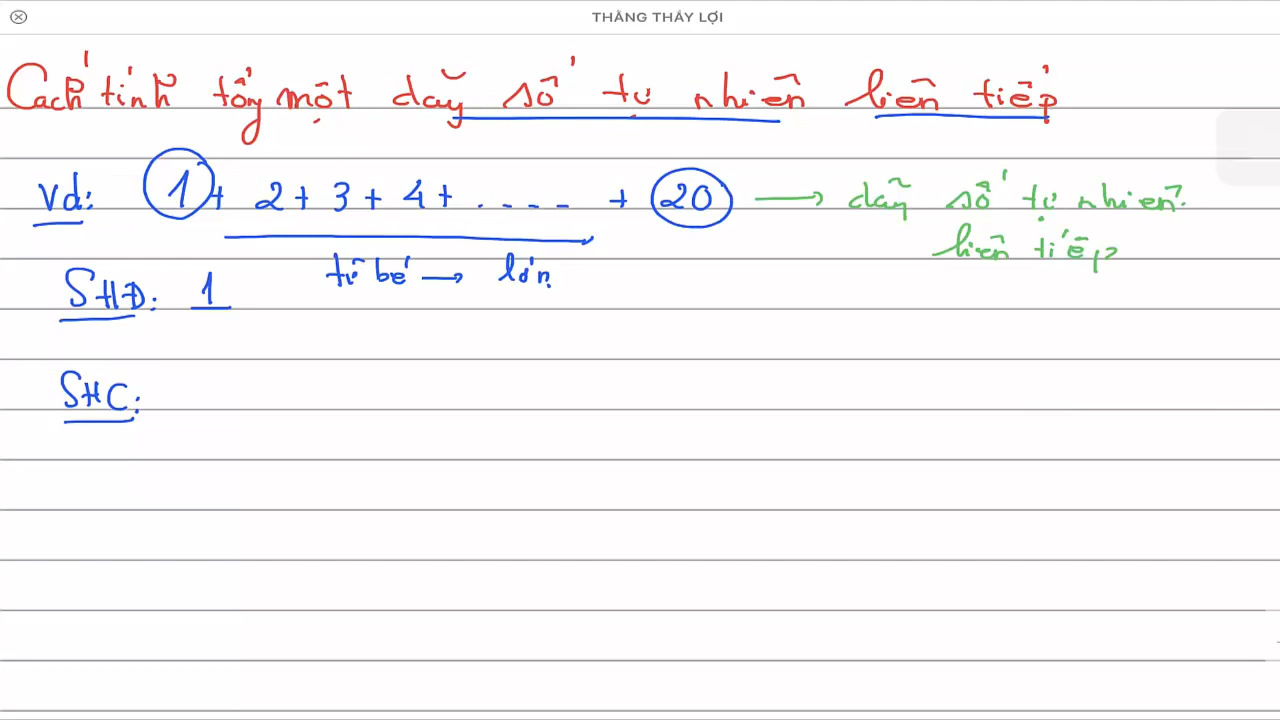 THẮNG THẦY LỢI
Cách tính tổng một dãy số tự nhiên liên tiếp
Vd: 1 + 2 + 3 + 4 + ..... + 20 → dãy số tự nhiên
liên tiếp
từ bé → lớn
SHĐ: 1
SHC: